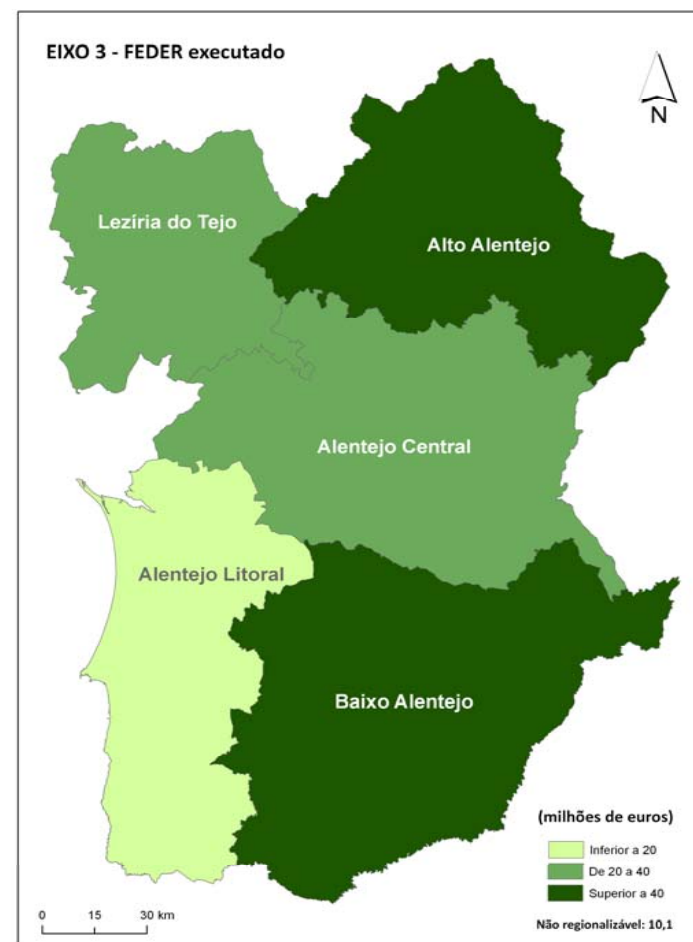 EIXO 3 - FEDER executado
N
Lezíria do Tejo
Alto Alentejo
Alentejo Central
Alentejo Litoral
Baixo Alentejo
(milhões de euros)
Inferior a 20
De 20 a 40
Superior a 40
0 15 30 km
Não regionalizável: 10,1